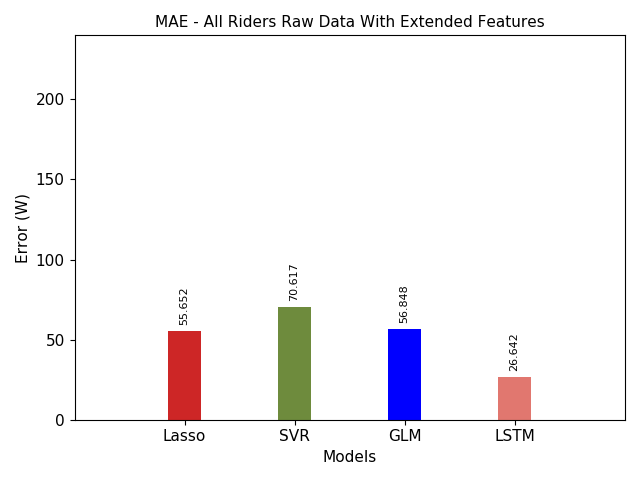 MAE - All Riders Raw Data With Extended Features
200
150
100
50
0
Error (W)
55.652
70.617
56.848
26.642
Lasso SVR GLM LSTM
Models